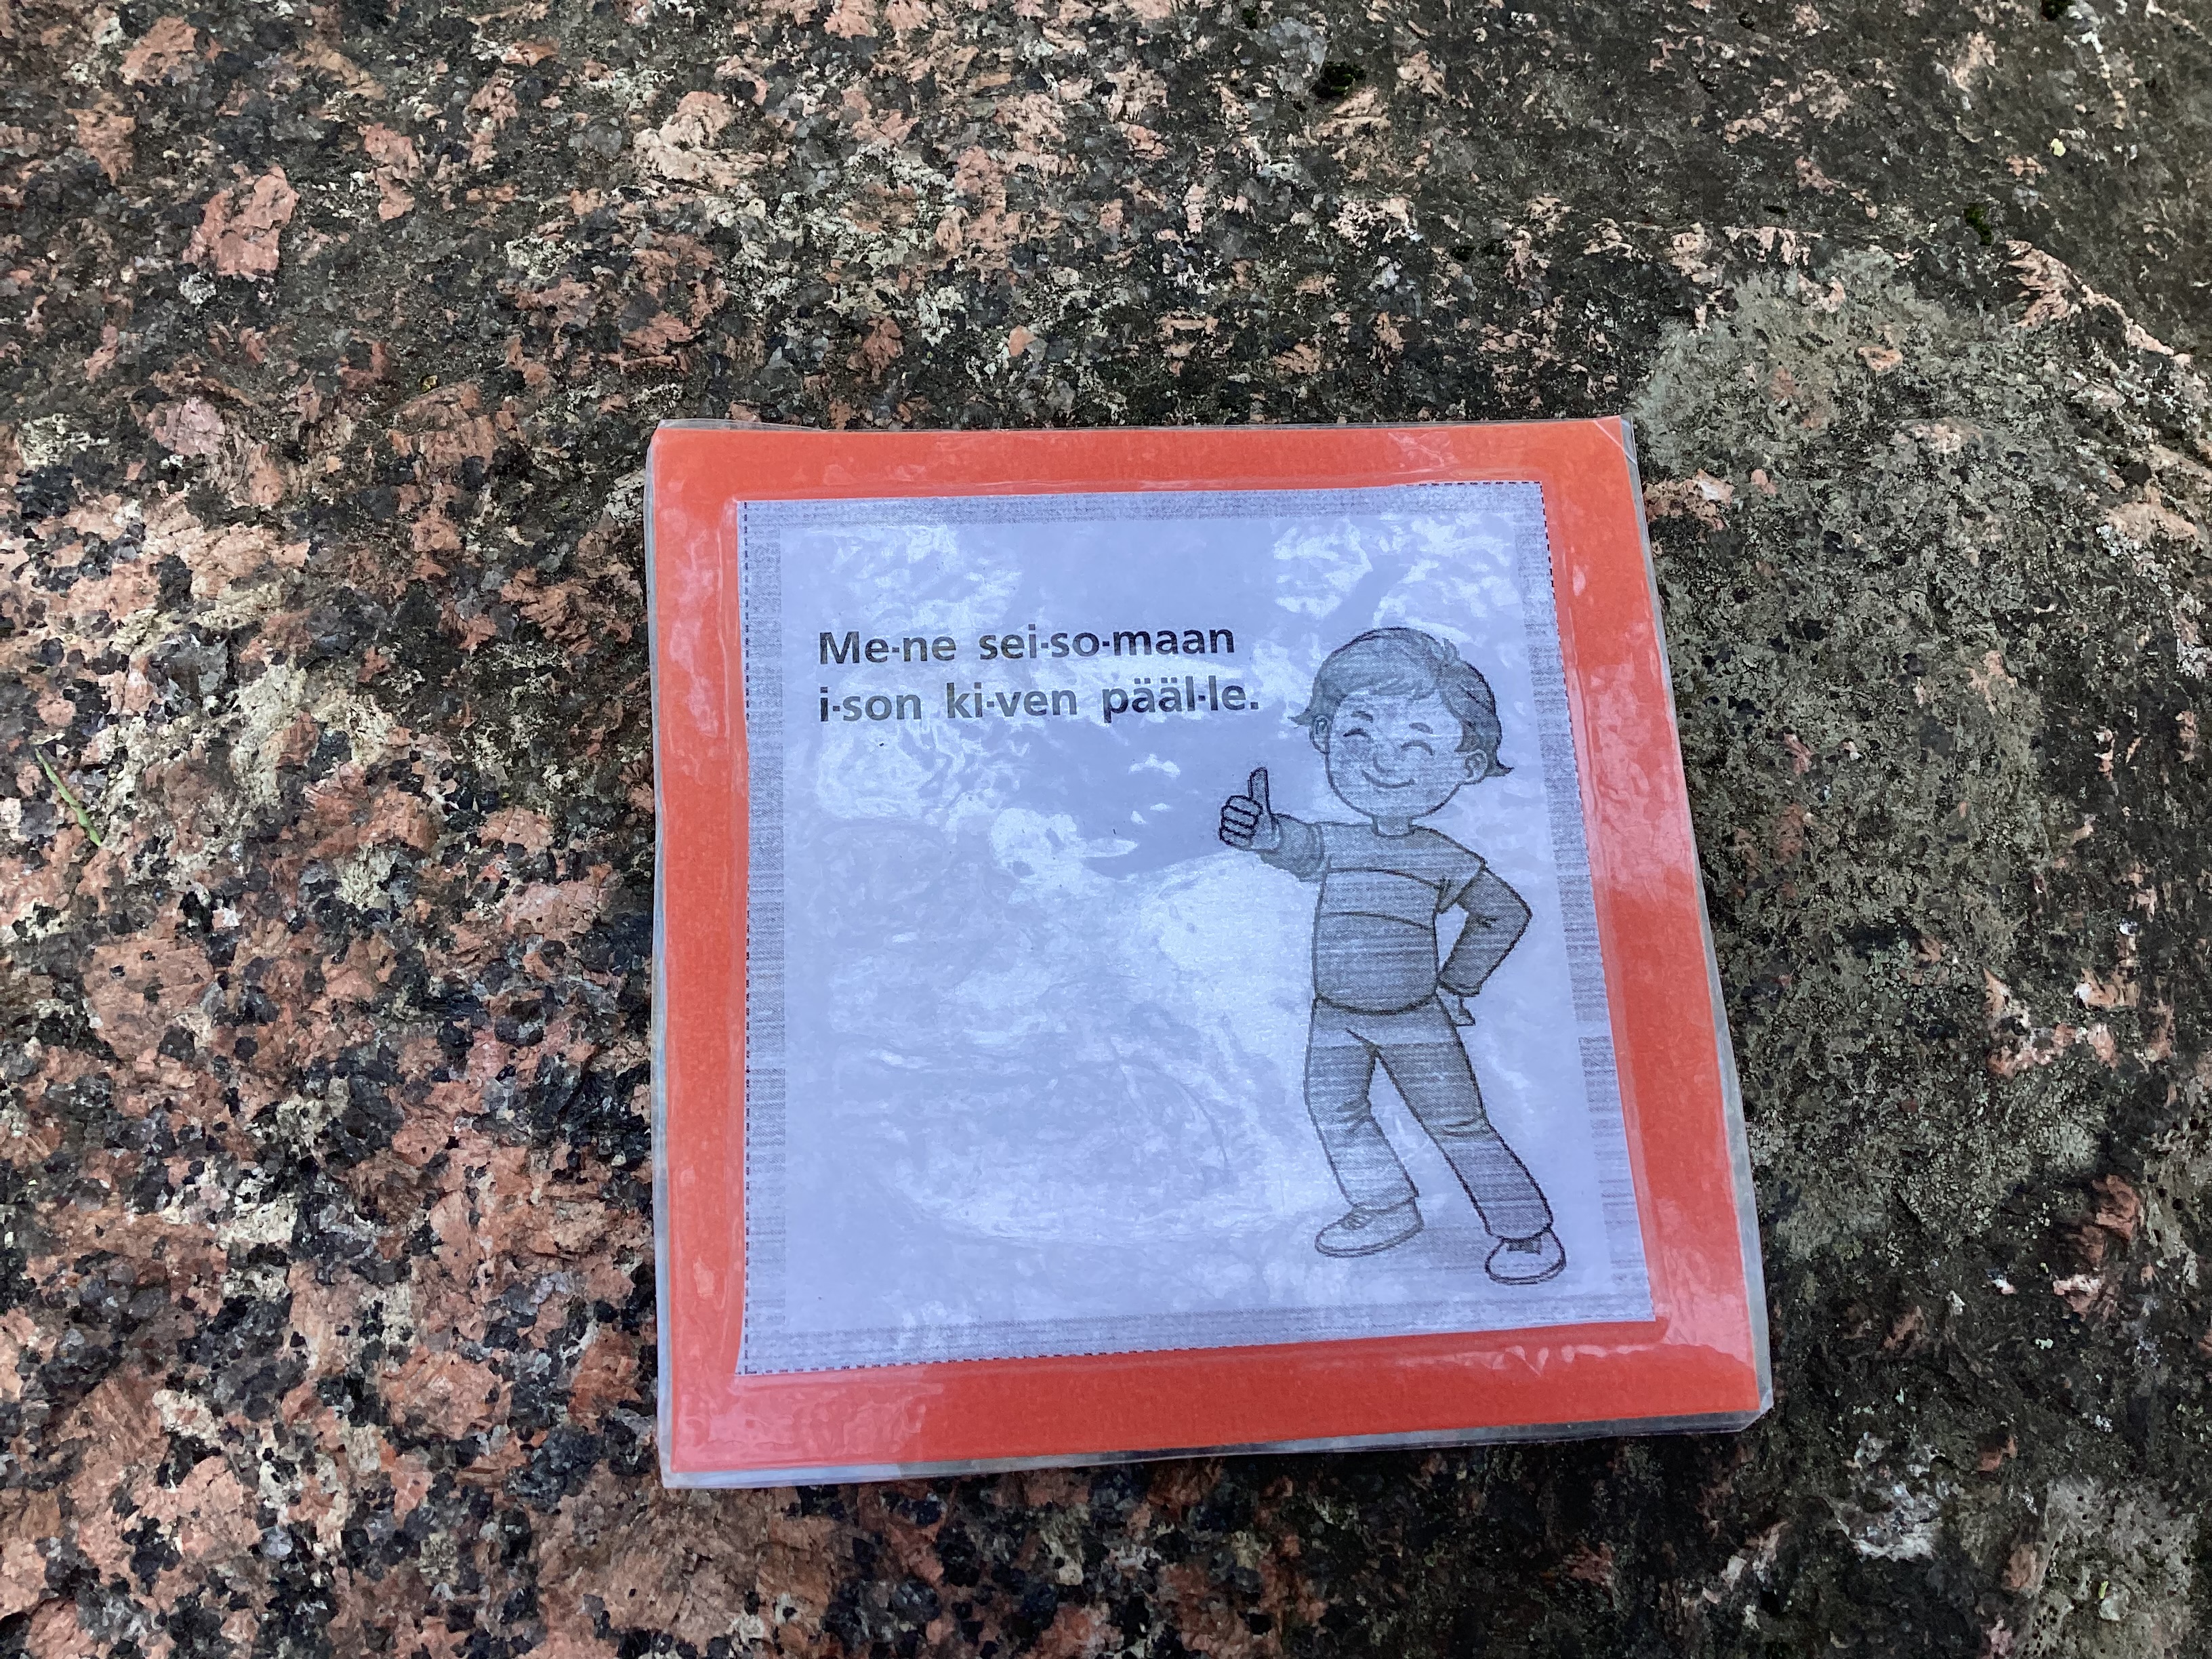 Me-ne sei-so-maan
i-son ki-ven pääl-le.